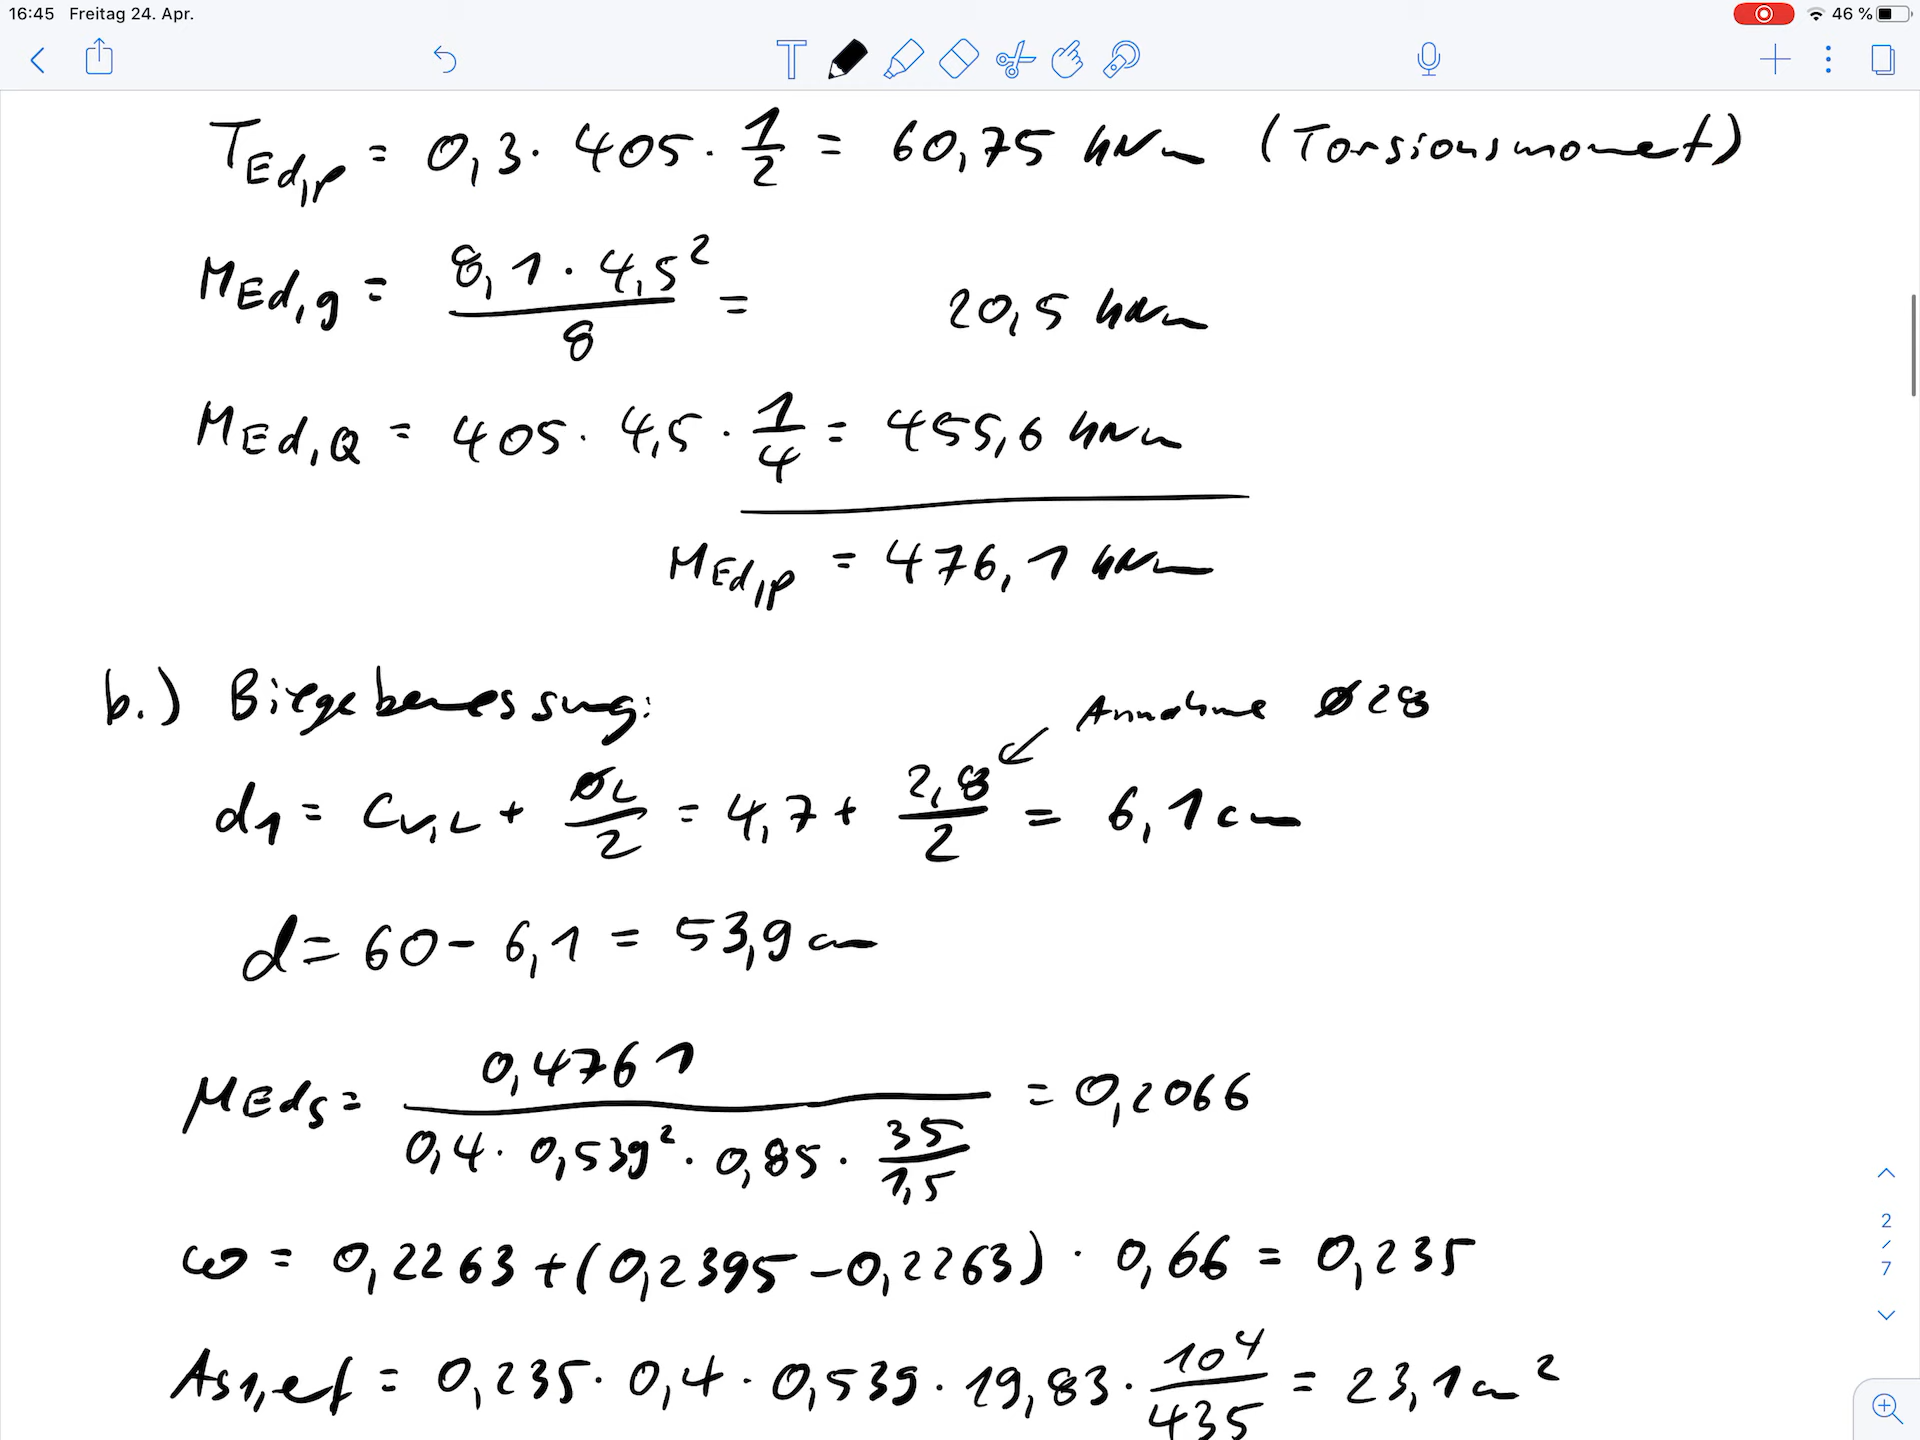 16:45 Freitag 24. Apr. 46 %
T_Ed,p = 0,3 · 405 · 1/2 = 60,75 kNm (Torsionsmoment)
M_Ed,g = 8,1 · 4,5² / 8 = 20,5 kNm
M_Ed,Q = 405 · 4,5 · 1/4 = 455,6 kNm
M_Ed,p = 476,1 kNm
b.) Biegebemessung:
Annahme Ø28
d1 = Cv,L + ØL/2 = 4,7 + 2,8/2 = 6,1 cm
d = 60 - 6,1 = 53,9 cm
μ_Eds = 0,4761 / 0,4 · 0,539² · 0,85 · 35/1,5 = 0,2066
ω = 0,2263 + (0,2395 - 0,2263) · 0,66 = 0,235
As1,erf = 0,235 · 0,4 · 0,539 · 19,83 · 10⁴/435 = 23,1 cm²
2 / 7